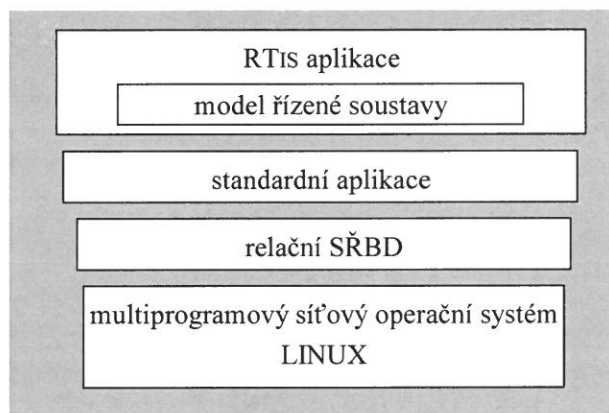 RTIS aplikace
model řízené soustavy
standardní aplikace
relační SŘBD
multiprogramový síťový operační systém
LINUX